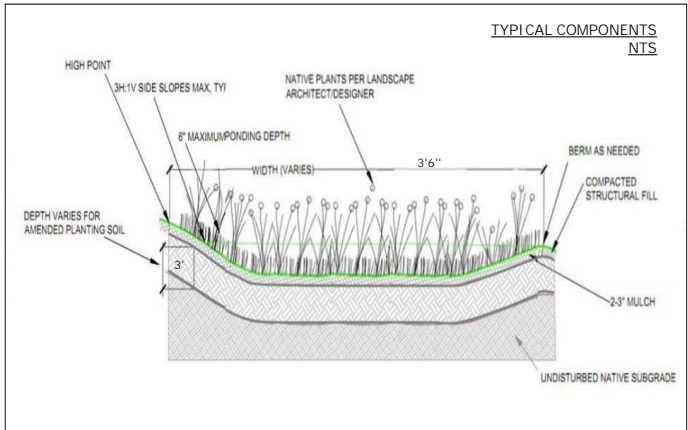 TYPICAL COMPONENTS
NTS
HIGH POINT
3H:1V SIDE SLOPES MAX, TYI
NATIVE PLANTS PER LANDSCAPE
ARCHITECT/DESIGNER
6" MAXIMUMPONDING DEPTH
WIDTH (VARIES)
3'6''
BERM AS NEEDED
COMPACTED
STRUCTURAL FILL
DEPTH VARIES FOR
AMENDED PLANTING SOIL
3'
2-3" MULCH
UNDISTURBED NATIVE SUBGRADE